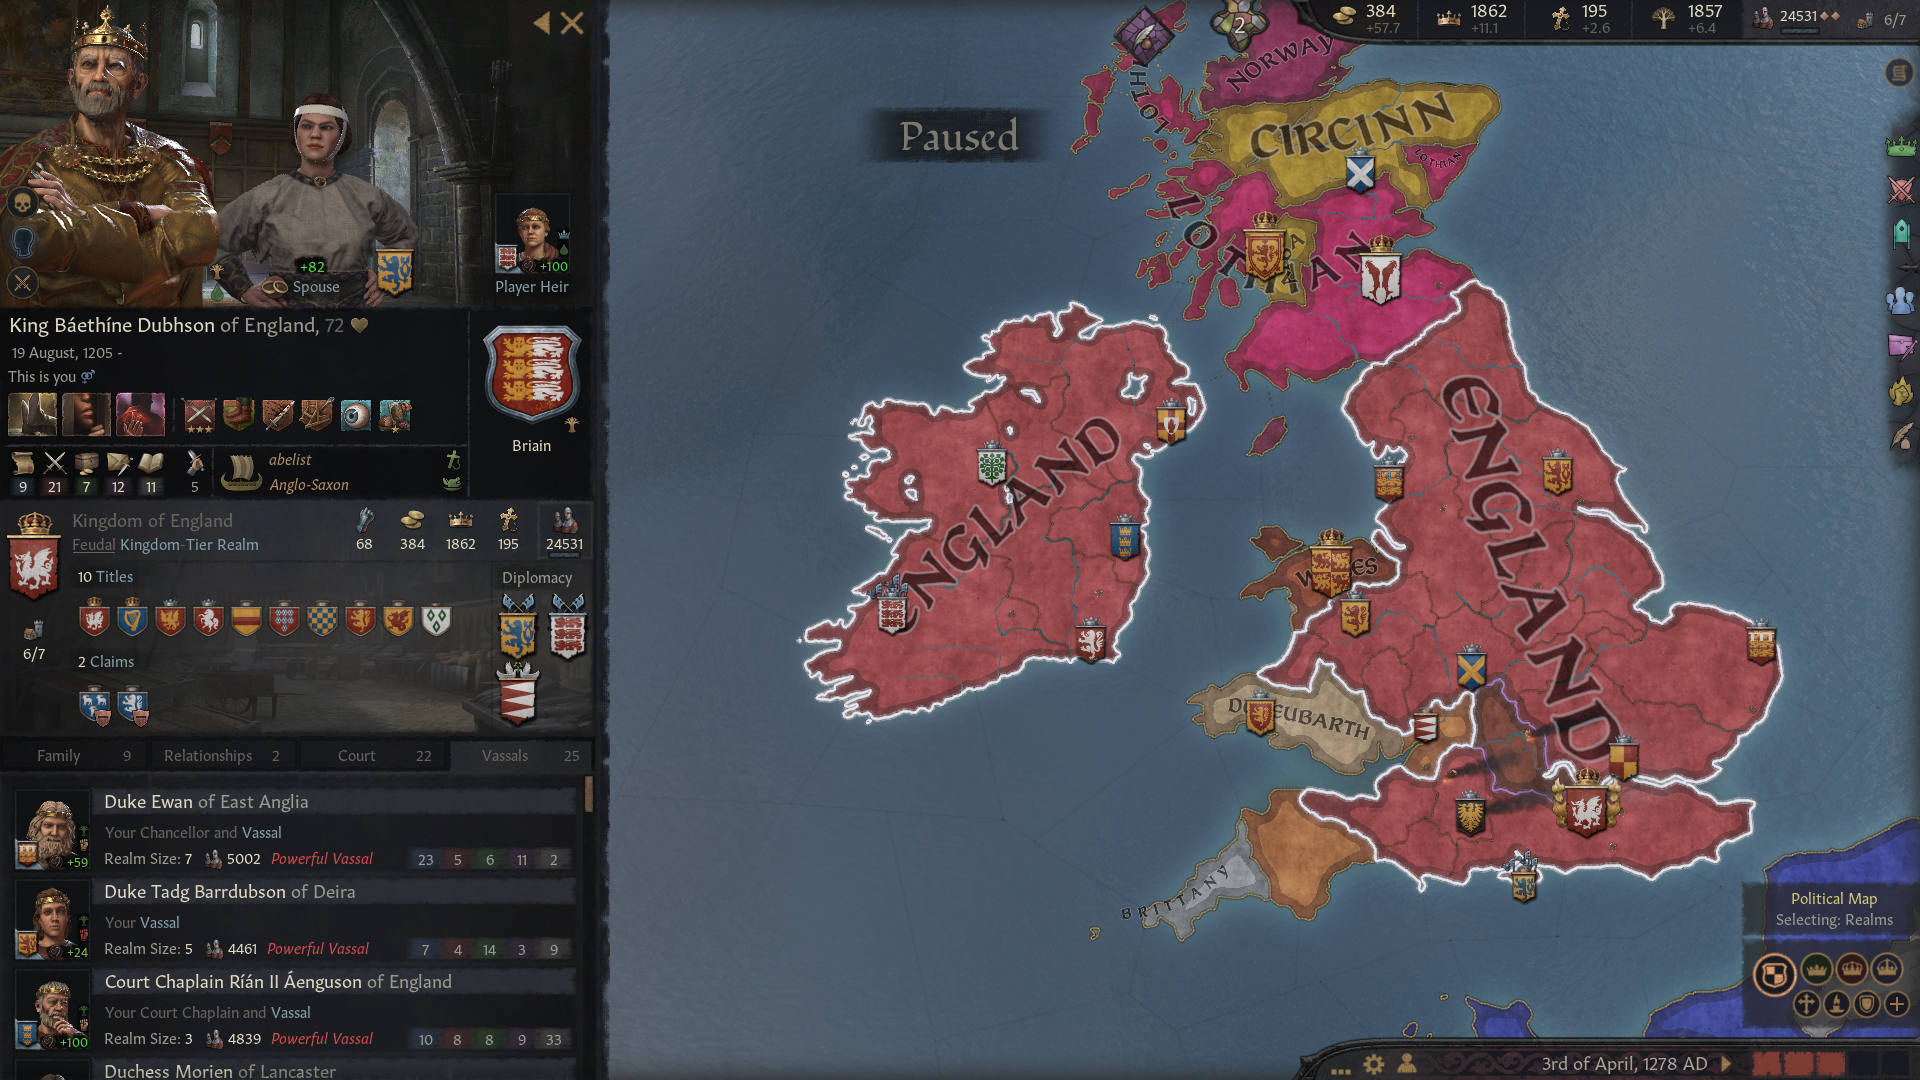 384
+57.7
1862
+11.1
195
+2.6
1857
+6.4
24531
6/7
2
Paused
+82
Spouse
+100
Player Heir
King Báethíne Dubhson of England, 72
19 August, 1205 -
This is you
Briain
9
21
7
12
11
5
abelist
Anglo-Saxon
Kingdom of England
Feudal Kingdom-Tier Realm
68
384
1862
195
24531
10 Titles
Diplomacy
6/7
2 Claims
Family 9
Relationships 2
Court 22
Vassals 25
Duke Ewan of East Anglia
Your Chancellor and Vassal
Realm Size: 7 5002 Powerful Vassal 23 5 6 11 2
+59
Duke Tadg Barrdubson of Deira
Your Vassal
Realm Size: 5 4461 Powerful Vassal 7 4 14 3 9
+24
Court Chaplain Ríán II Áenguson of England
Your Court Chaplain and Vassal
Realm Size: 3 4839 Powerful Vassal 10 8 8 9 33
+100
Duchess Morien of Lancaster
NORWAY
CIRCINN
LOTHIAN
LOTHIAN
ENGLAND
ENGLAND
BRITTANY
Political Map
Selecting: Realms
3rd of April, 1278 AD